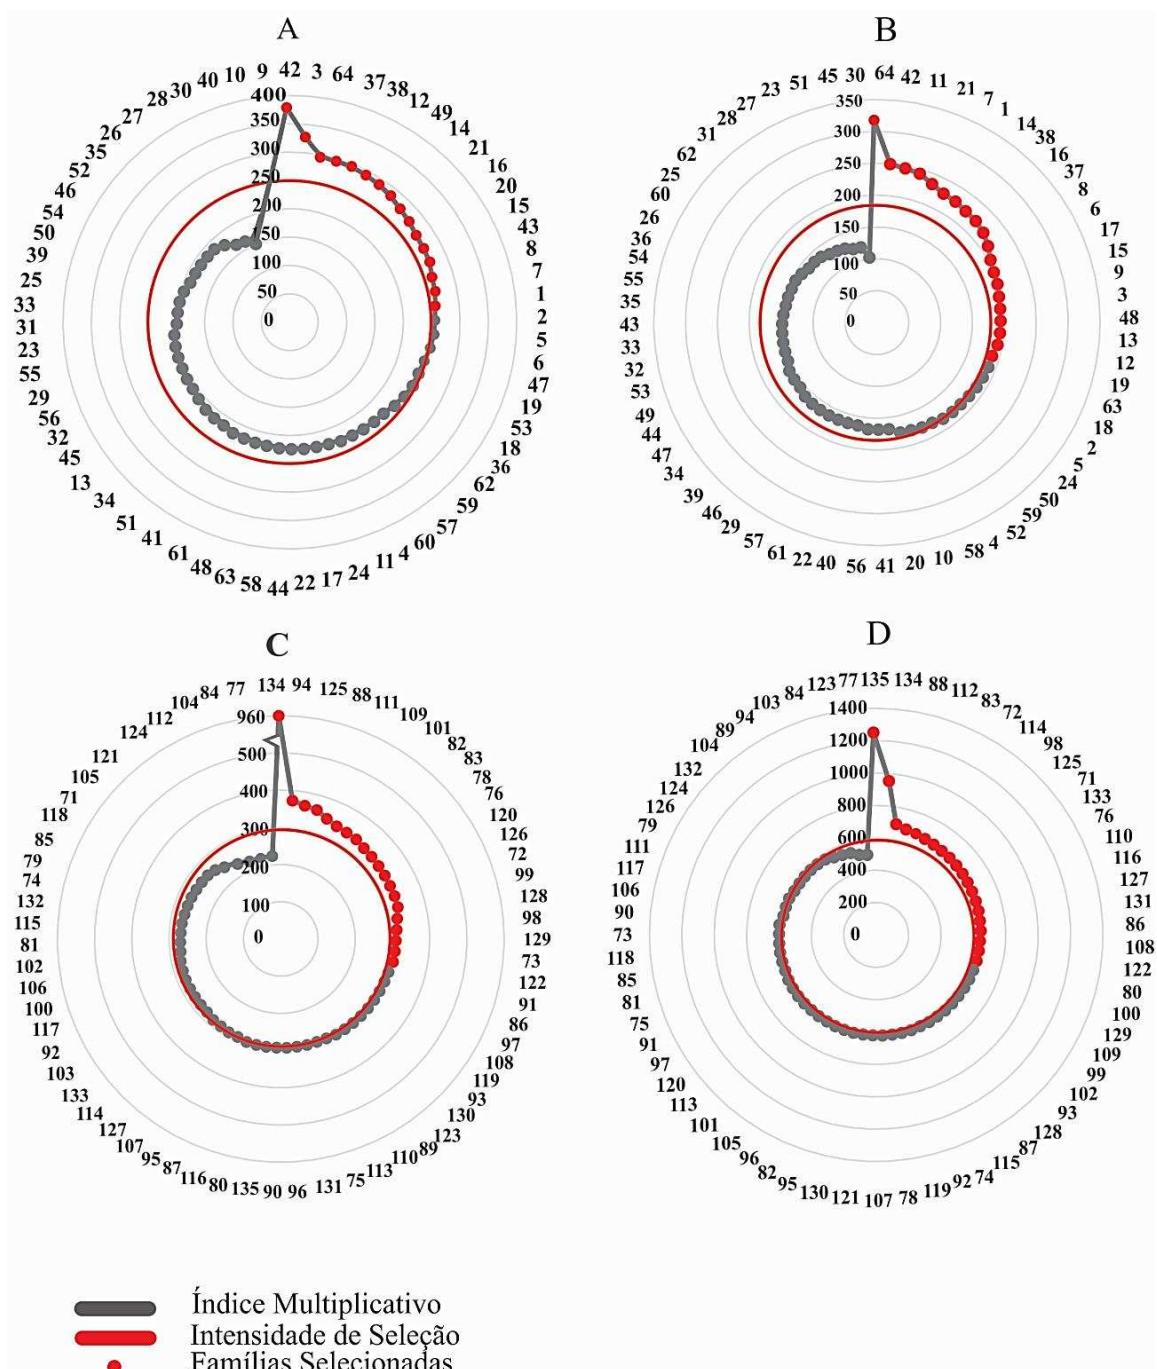 A
42 3 64 37 38 12 49 14 21 16 20 15 43 8 7 1 2 5 6 47 19 53 18 36 62 59 57 60 4 11 24 17 22 44 58 63 48 61 41 51 34 13 45 32 56 29 55 23 31 33 25 39 50 54 46 52 35 26 27 28 30 40 10 9
400
350
300
250
200
150
100
50
0
B
64 42 11 21 7 1 14 38 16 37 8 6 17 15 9 3 48 13 12 19 63 18 2 5 24 50 59 52 4 58 10 20 41 56 40 22 61 57 29 46 39 34 47 44 49 53 32 33 43 35 55 54 36 26 60 25 62 31 28 27 23 51 45 30
350
300
250
200
150
100
50
0
C
134 94 125 88 111 109 101 82 83 78 76 120 126 72 99 128 98 129 73 122 91 86 97 108 119 93 130 123 89 110 113 75 131 96 90 135 80 116 87 95 107 127 114 133 103 92 117 100 106 102 81 115 132 74 79 85 118 71 105 121 124 112 104 84 77
960
500
400
300
200
100
0
D
135 134 88 112 83 72 114 98 125 71 133 76 110 116 127 131 86 108 122 80 100 129 109 99 102 93 128 87 115 74 92 119 78 107 121 130 95 82 96 105 101 113 120 97 91 75 81 85 118 73 90 106 117 111 79 126 124 132 104 89 94 103 84 123 77
1400
1200
1000
800
600
400
200
0
Índice Multiplicativo
Intensidade de Seleção
Famílias Selecionadas